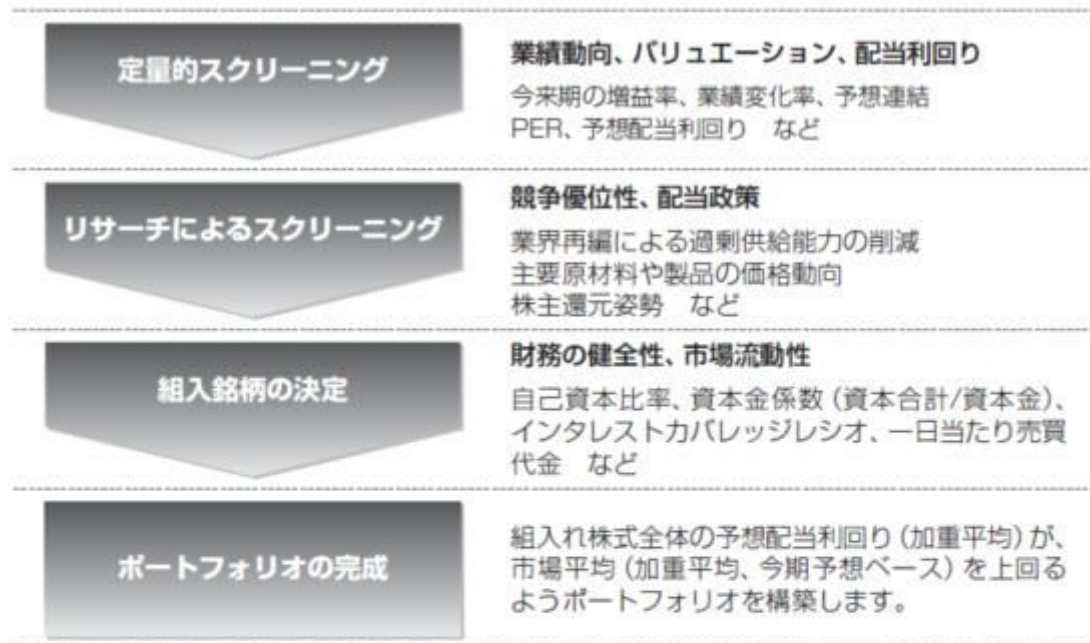 定量的スクリーニング
業績動向、バリュエーション、配当利回り
今来期の増益率、業績変化率、予想連結
PER、予想配当利回り　など
リサーチによるスクリーニング
競争優位性、配当政策
業界再編による過剰供給能力の削減
主要原材料や製品の価格動向
株主還元姿勢　など
組入銘柄の決定
財務の健全性、市場流動性
自己資本比率、資本金係数（資本合計/資本金）、
インタレストカバレッジレシオ、一日当たり売買
代金　など
ポートフォリオの完成
組入れ株式全体の予想配当利回り（加重平均）が、
市場平均（加重平均、今期予想ベース）を上回る
ようポートフォリオを構築します。